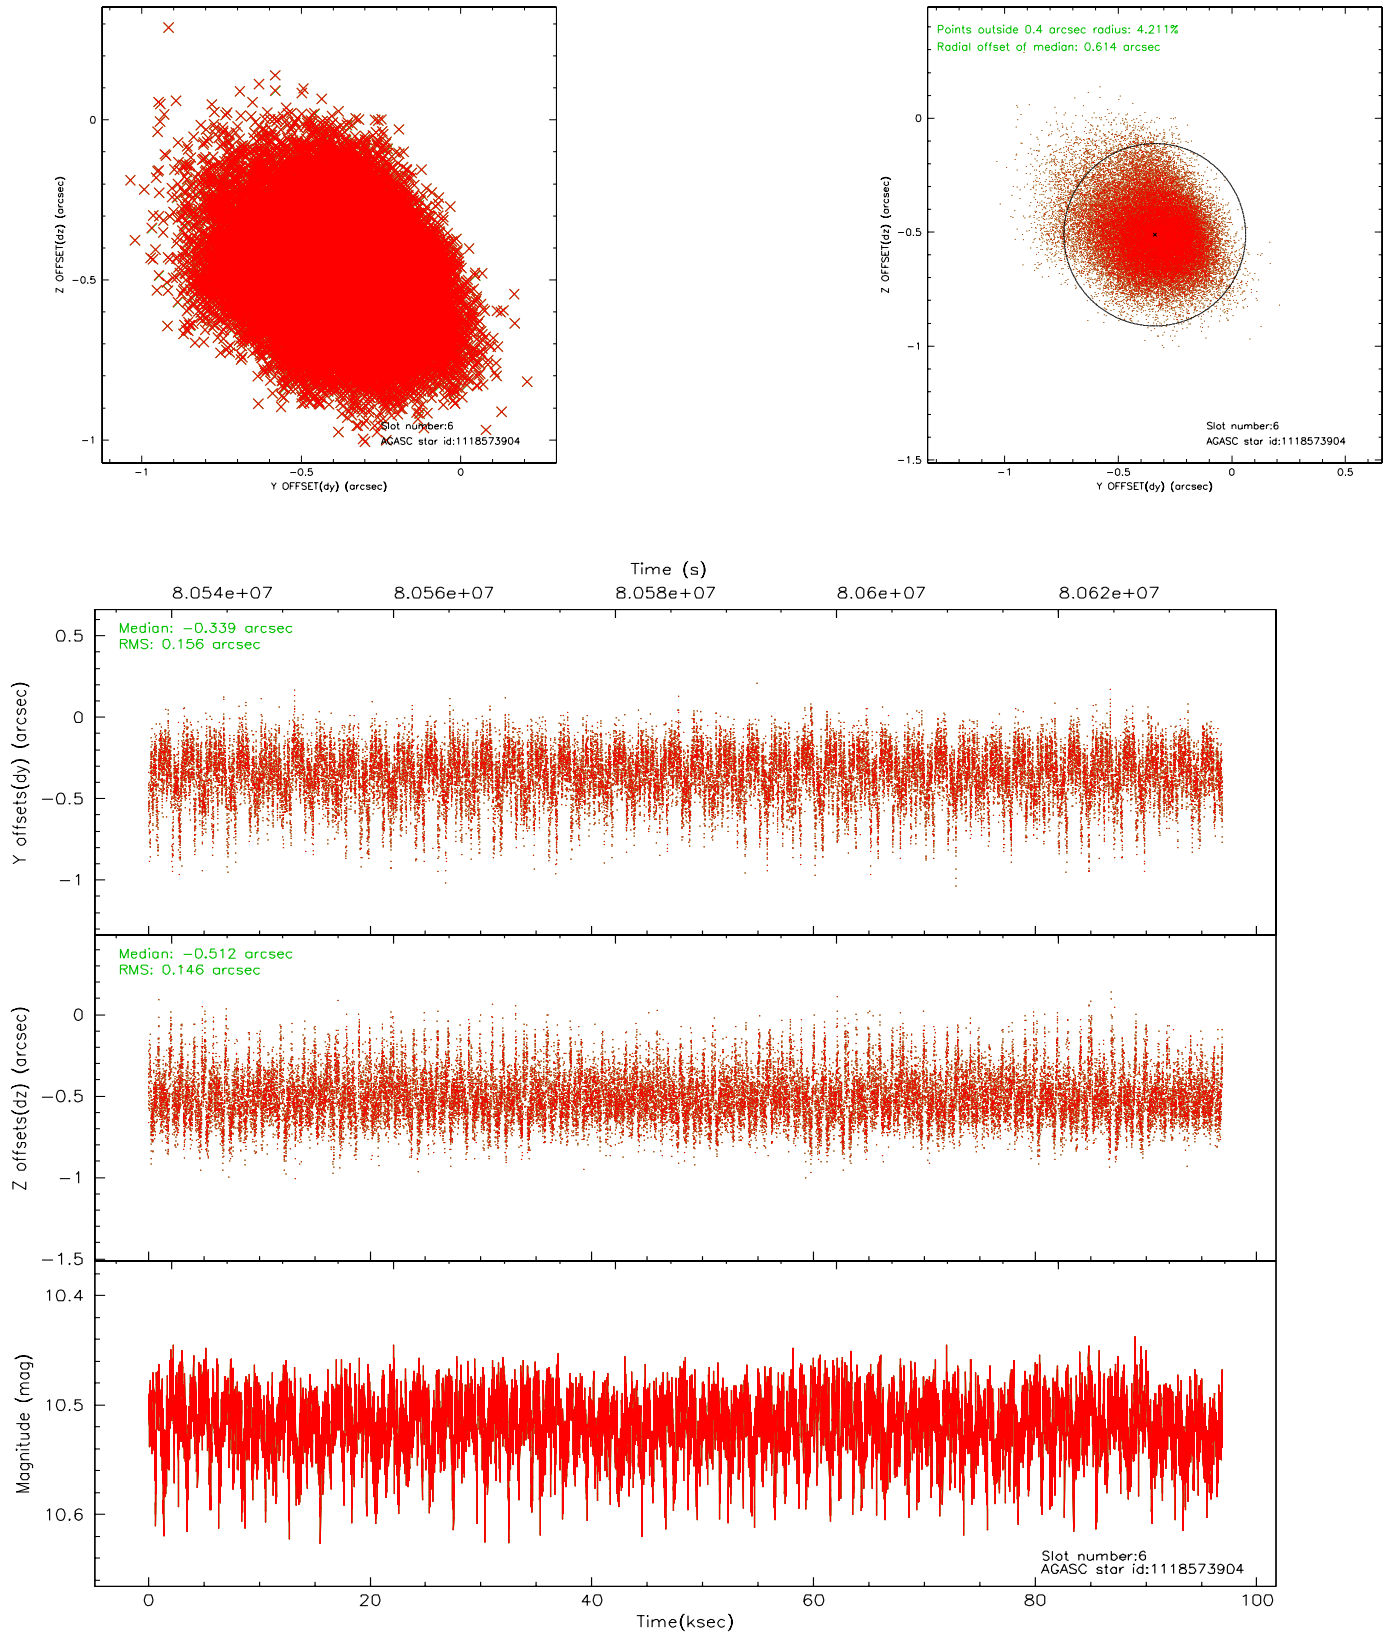 0
−0.5
−1
Z OFFSET(dz) (arcsec)
Slot number:6
AGASC star id:1118573904
−1
−0.5
0
Y OFFSET(dy) (arcsec)
Points outside 0.4 arcsec radius: 4.211%
Radial offset of median: 0.614 arcsec
0
−0.5
−1
−1.5
Z OFFSET(dz) (arcsec)
Slot number:6
AGASC star id:1118573904
−1
−0.5
0
0.5
Y OFFSET(dy) (arcsec)
Time (s)
8.054e+07
8.056e+07
8.058e+07
8.06e+07
8.062e+07
Median: −0.339 arcsec
RMS: 0.156 arcsec
0.5
0
−0.5
−1
Y offsets(dy) (arcsec)
Median: −0.512 arcsec
RMS: 0.146 arcsec
0
−0.5
−1
−1.5
Z offsets(dz) (arcsec)
10.4
10.5
10.6
Magnitude (mag)
Slot number:6
AGASC star id:1118573904
0
20
40
60
80
100
Time(ksec)